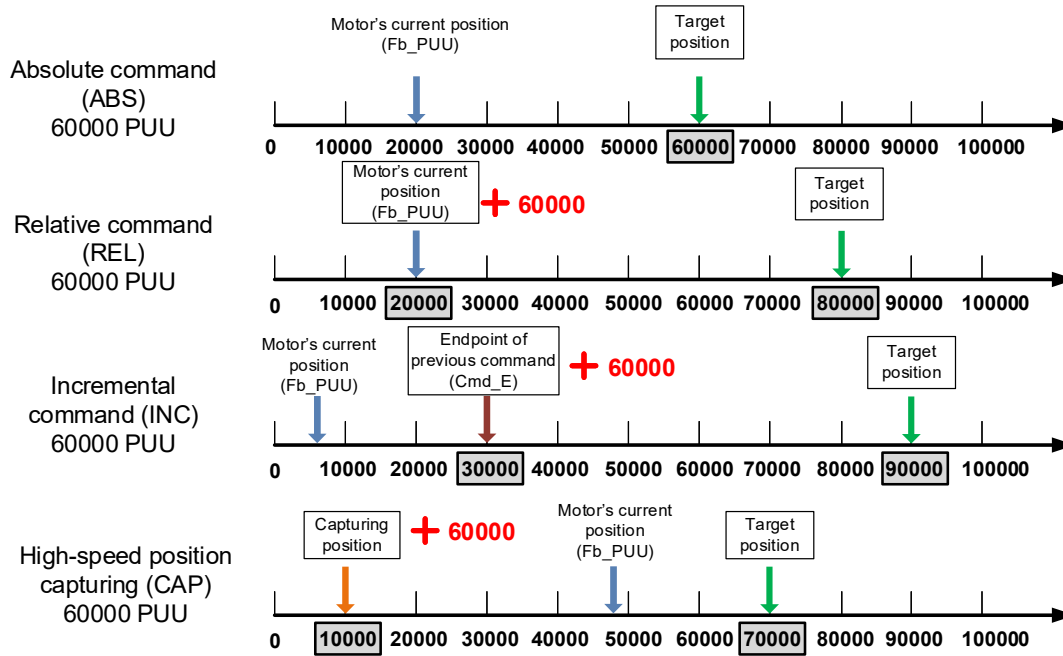 Motor's current position
(Fb_PUU)
Target
position
Absolute command
(ABS)
60000 PUU
0 10000 20000 30000 40000 50000 60000 70000 80000 90000 100000
Motor's current
position
(Fb_PUU)
+ 60000
Target
position
Relative command
(REL)
60000 PUU
0 10000 20000 30000 40000 50000 60000 70000 80000 90000 100000
Motor's current
position
(Fb_PUU)
Endpoint of
previous command
(Cmd_E)
+ 60000
Target
position
Incremental
command (INC)
60000 PUU
0 10000 20000 30000 40000 50000 60000 70000 80000 90000 100000
Capturing
position
+ 60000
Motor's current
position
(Fb_PUU)
Target
position
High-speed position
capturing (CAP)
60000 PUU
0 10000 20000 30000 40000 50000 60000 70000 80000 90000 100000